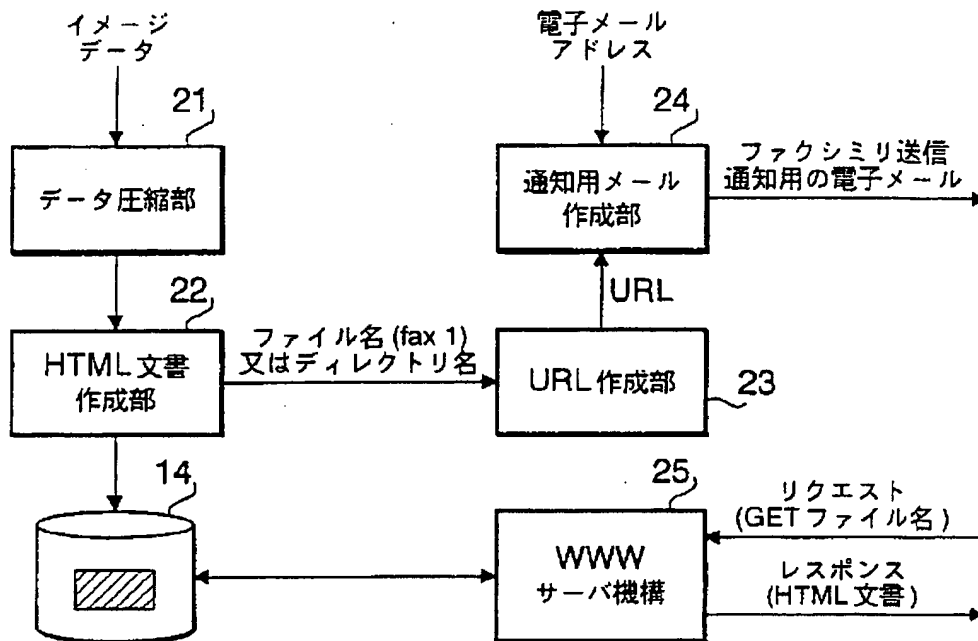 イメージ
データ
21
データ圧縮部
22
HTML文書
作成部
14
ファイル名(fax 1)
又はディレクトリ名
電子メール
アドレス
24
通知用メール
作成部
ファクシミリ送信
通知用の電子メール
URL
URL作成部
23
25
WWW
サーバ機構
リクエスト
(GETファイル名)
レスポンス
(HTML文書)